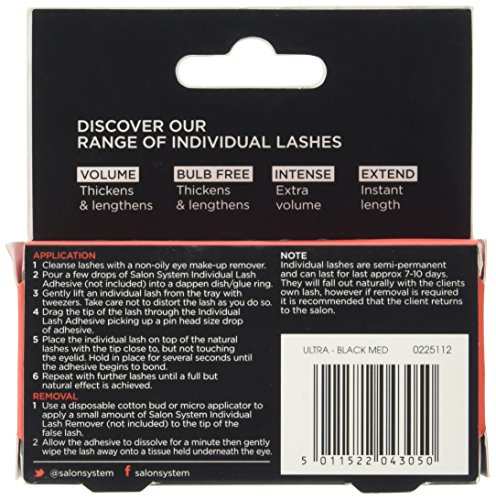 DISCOVER OUR
RANGE OF INDIVIDUAL LASHES
VOLUME
Thickens
& lengthens
BULB FREE
Thickens
& lengthens
INTENSE
Extra
volume
EXTEND
Instant
length
APPLICATION
1 Cleanse lashes with a non-oily eye make-up remover.
2 Pour a few drops of Salon System Individual Lash
Adhesive (not included) into a dappen dish/glue ring.
3 Gently lift an individual lash from the tray with
tweezers. Take care not to distort the lash as you do so.
4 Drag the tip of the lash through the Individual
Lash Adhesive picking up a pin head size drop
of adhesive.
5 Place the individual lash on top of the natural
lashes with the tip close to, but not touching
the eyelid. Hold in place for several seconds until
the adhesive begins to bond.
6 Repeat with further lashes until a full but
natural effect is achieved.
REMOVAL
1 Use a disposable cotton bud or micro applicator to
apply a small amount of Salon System Individual
Lash Remover (not included) to the tip of the
false lash.
2 Allow the adhesive to dissolve for a minute then gently
wipe the lash away onto a tissue held underneath the eye.
@salonsystem f salonsystem
NOTE
Individual lashes are semi-permanent
and can last for last approx 7-10 days.
They will fall out naturally with the clients
own lash, however if removal is required it
it is recommended that the client returns
to the salon.
ULTRA - BLACK MED 0225112
5 011522 043050